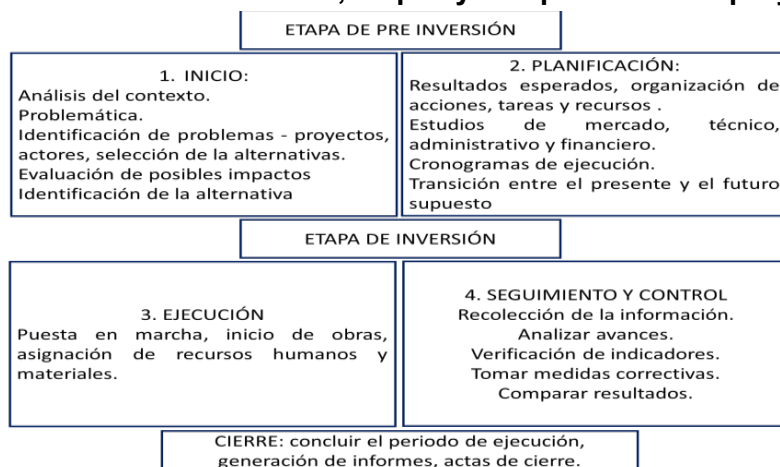 ETAPA DE PRE INVERSIÓN
1. INICIO:
Análisis del contexto.
Problemática.
Identificación de problemas - proyectos,
actores, selección de la alternativas.
Evaluación de posibles impactos
Identificación de la alternativa
2. PLANIFICACIÓN:
Resultados esperados, organización de
acciones, tareas y recursos .
Estudios de mercado, técnico,
administrativo y financiero.
Cronogramas de ejecución.
Transición entre el presente y el futuro
supuesto
ETAPA DE INVERSIÓN
3. EJECUCIÓN
Puesta en marcha, inicio de obras,
asignación de recursos humanos y
materiales.
4. SEGUIMIENTO Y CONTROL
Recolección de la información.
Analizar avances.
Verificación de indicadores.
Tomar medidas correctivas.
Comparar resultados.
CIERRE: concluir el periodo de ejecución,
generación de informes, actas de cierre.